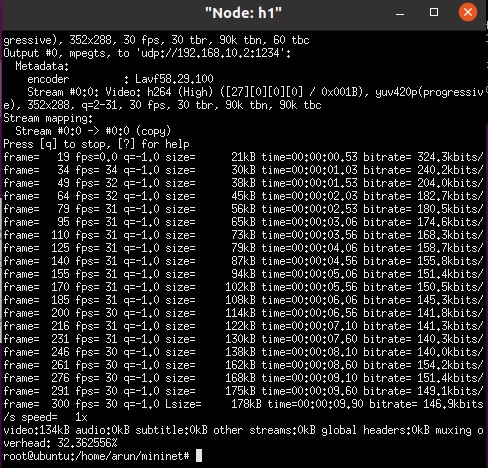 "Node: h1"
gressive), 352x288, 30 fps, 30 tbr, 90k tbn, 60 tbc
Output #0, mpegts, to 'udp://192.168.10.2:1234':
  Metadata:
    encoder         : Lavf58.29.100
    Stream #0:0: Video: h264 (High) ([27][0][0][0] / 0x001B), yuv420p(progressiv
e), 352x288, q=2-31, 30 fps, 30 tbr, 90k tbn, 90k tbc
Stream mapping:
  Stream #0:0 -> #0:0 (copy)
Press [q] to stop, [?] for help
frame=   19 fps=0.0 q=-1.0 size=      21kB time=00:00:00.53 bitrate= 324.3kbits/
frame=   34 fps= 34 q=-1.0 size=      30kB time=00:00:01.03 bitrate= 240.2kbits/
frame=   49 fps= 32 q=-1.0 size=      38kB time=00:00:01.53 bitrate= 204.0kbits/
frame=   64 fps= 32 q=-1.0 size=      45kB time=00:00:02.03 bitrate= 182.7kbits/
frame=   79 fps= 31 q=-1.0 size=      56kB time=00:00:02.53 bitrate= 180.5kbits/
frame=   95 fps= 31 q=-1.0 size=      65kB time=00:00:03.06 bitrate= 174.6kbits/
frame=  110 fps= 31 q=-1.0 size=      73kB time=00:00:03.56 bitrate= 168.3kbits/
frame=  125 fps= 31 q=-1.0 size=      79kB time=00:00:04.06 bitrate= 158.7kbits/
frame=  140 fps= 31 q=-1.0 size=      87kB time=00:00:04.56 bitrate= 155.8kbits/
frame=  155 fps= 31 q=-1.0 size=      94kB time=00:00:05.06 bitrate= 151.4kbits/
frame=  170 fps= 31 q=-1.0 size=     102kB time=00:00:05.56 bitrate= 150.5kbits/
frame=  185 fps= 31 q=-1.0 size=     108kB time=00:00:06.06 bitrate= 145.3kbits/
frame=  200 fps= 30 q=-1.0 size=     114kB time=00:00:06.56 bitrate= 141.8kbits/
frame=  216 fps= 31 q=-1.0 size=     122kB time=00:00:07.10 bitrate= 141.3kbits/
frame=  231 fps= 31 q=-1.0 size=     130kB time=00:00:07.60 bitrate= 140.3kbits/
frame=  246 fps= 30 q=-1.0 size=     138kB time=00:00:08.10 bitrate= 140.0kbits/
frame=  261 fps= 30 q=-1.0 size=     162kB time=00:00:08.60 bitrate= 154.2kbits/
frame=  276 fps= 30 q=-1.0 size=     168kB time=00:00:09.10 bitrate= 151.4kbits/
frame=  291 fps= 30 q=-1.0 size=     175kB time=00:00:09.60 bitrate= 149.1kbits/
frame=  300 fps= 30 q=-1.0 Lsize=     178kB time=00:00:09.90 bitrate= 146.9kbits
/s speed=   1x
video:134kB audio:0kB subtitle:0kB other streams:0kB global headers:0kB muxing o
verhead: 32.362556%
root@ubuntu:/home/arun/mininet#